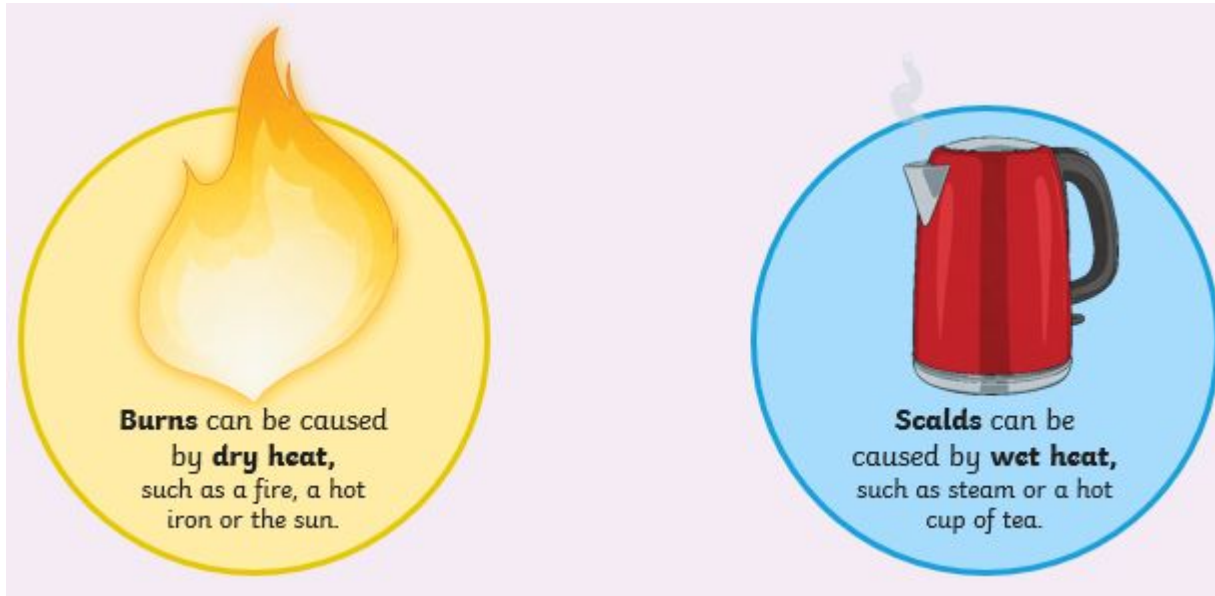 Burns can be caused
by dry heat,
such as a fire, a hot
iron or the sun.
Scalds can be
caused by wet heat,
such as steam or a hot
cup of tea.